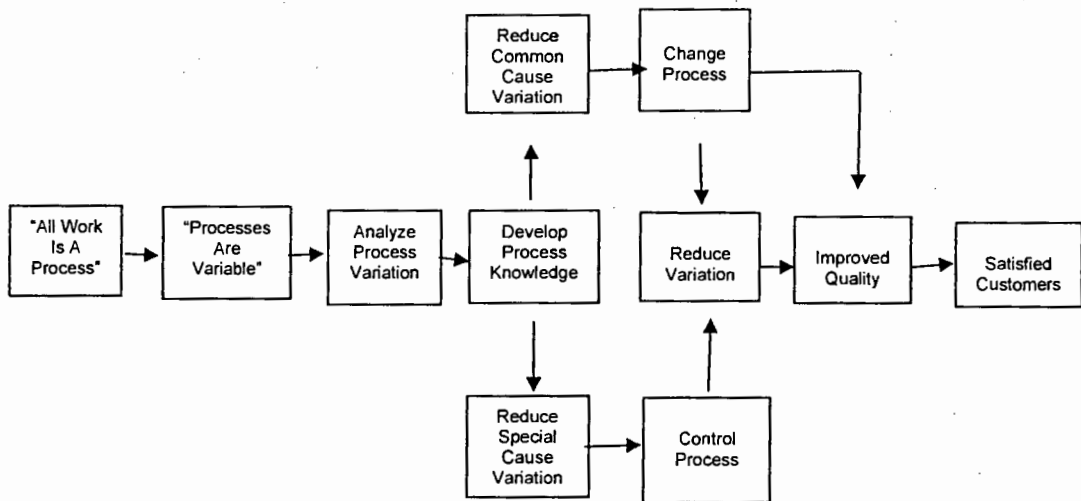 Reduce
Common
Cause
Variation
Change
Process
"All Work
Is A
Process"
"Processes
Are
Variable"
Analyze
Process
Variation
Develop
Process
Knowledge
Reduce
Variation
Improved
Quality
Satisfied
Customers
Reduce
Special
Cause
Variation
Control
Process